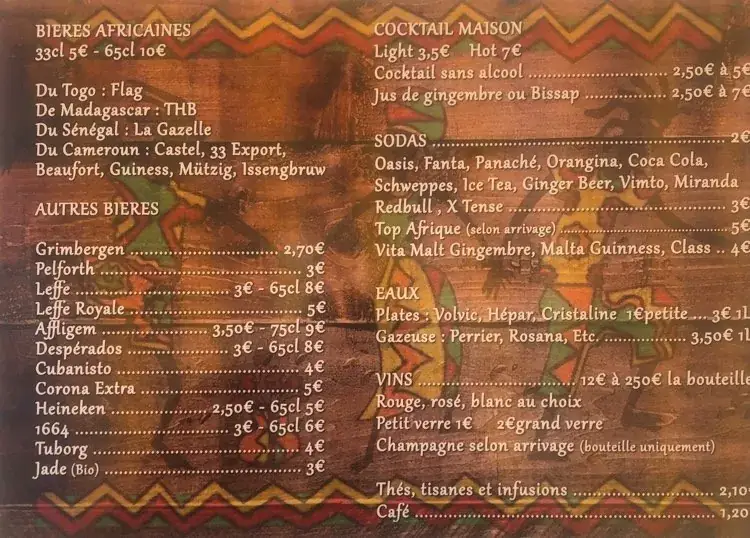 BIERES AFRICAINES
33cl 5€ - 65cl 10€
Du Togo : Flag
De Madagascar : THB
Du Sénégal : La Gazelle
Du Cameroun : Castel, 33 Export,
Beaufort, Guiness, Mützig, Issengbruw
AUTRES BIERES
Grimbergen ........................ 2,70€
Pelforth ................................... 3€
Leffe ........................... 3€ - 65cl 8€
Leffe Royale ............................ 5€
Affligem ................... 3,50€ - 75cl 9€
Despérados ................ 3€ - 65cl 8€
Cubanisto ................................ 4€
Corona Extra .......................... 5€
Heineken ................ 2,50€ - 65cl 5€
1664 ........................... 3€ - 65cl 6€
Tuborg .................................... 4€
Jade (Bio) ................................. 3€
COCKTAIL MAISON
Light 3,5€ Hot 7€
Cocktail sans alcool ...................... 2,50€ à 5€
Jus de gingembre ou Bissap .............. 2,50€ à 7€
SODAS ................................................ 2€
Oasis, Fanta, Panaché, Orangina, Coca Cola,
Schweppes, Ice Tea, Ginger Beer, Vimto, Miranda
Redbull , X Tense ................................... 3€
Top Afrique (selon arrivage) ........................... 5€
Vita Malt Gingembre, Malta Guinness, Class .. 4€
EAUX
Plates : Volvic, Hépar, Cristaline 1€petite ... 3€ 1L
Gazeuse : Perrier, Rosana, Etc. ............... 3,50€ 1L
VINS ........................... 12€ à 250€ la bouteille
Rouge, rosé, blanc au choix
Petit verre 1€ 2€grand verre
Champagne selon arrivage (bouteille uniquement)
Thés, tisanes et infusions ......................... 2,10
Café .................................................. 1,20